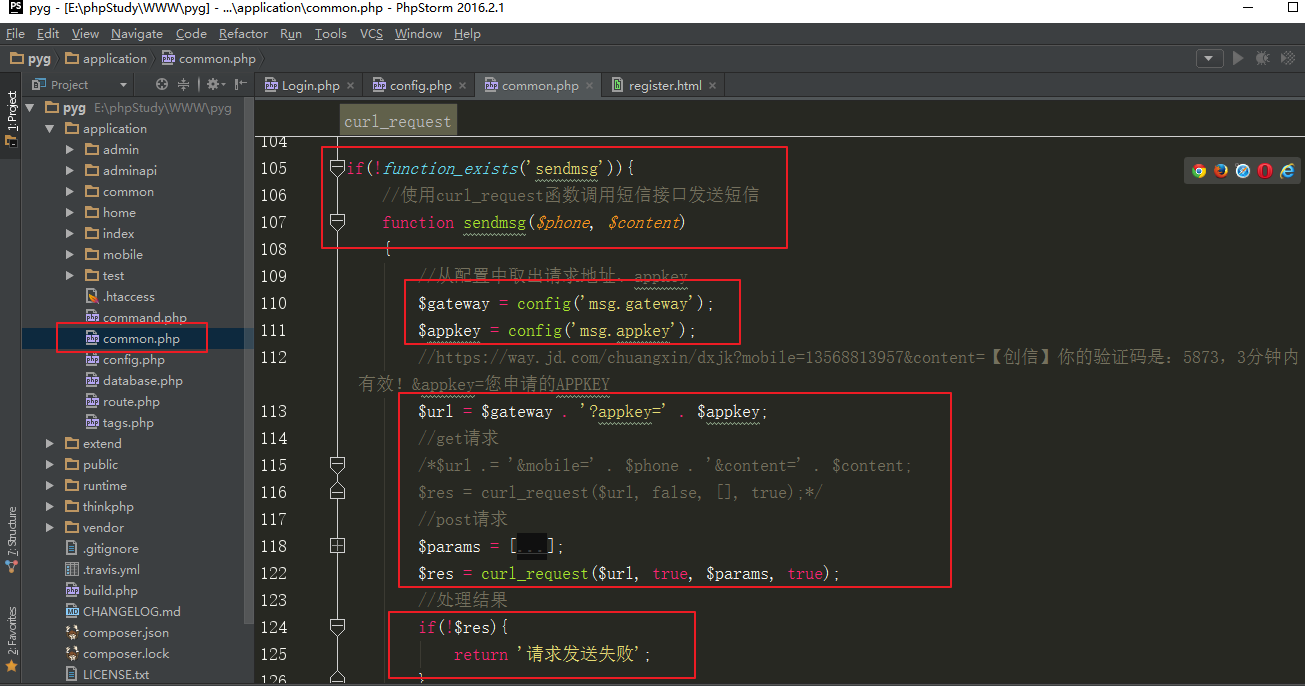 pyg - [E:\phpStudy\WWW\pyg] - ...\application\common.php - PhpStorm 2016.2.1
File Edit View Navigate Code Refactor Run Tools VCS Window Help
pyg application common.php
Project
Login.php × config.php × common.php × register.html ×
1: Project
7: Structure
2: Favorites
pyg E:\phpStudy\WWW\pyg
application
admin
adminapi
common
home
index
mobile
test
.htaccess
command.php
common.php
config.php
database.php
route.php
tags.php
extend
public
runtime
thinkphp
vendor
.gitignore
.travis.yml
build.php
CHANGELOG.md
composer.json
composer.lock
LICENSE.txt
curl_request
104
105 if(!function_exists('sendmsg')){
106 //使用curl_request函数调用短信接口发送短信
107 function sendmsg($phone, $content)
108 {
109 //从配置中取出请求地址、appkey
110 $gateway = config('msg.gateway');
111 $appkey = config('msg.appkey');
112 //https://way.jd.com/chuangxin/dxjk?mobile=13568813957&content=【创信】你的验证码是：5873，3分钟内
有效！&appkey=您申请的APPKEY
113 $url = $gateway . '?appkey=' . $appkey;
114 //get请求
115 /*$url .= '&mobile=' . $phone . '&content=' . $content;
116 $res = curl_request($url, false, [], true);*/
117 //post请求
118 $params = [...];
122 $res = curl_request($url, true, $params, true);
123 //处理结果
124 if(!$res){
125 return '请求发送失败';
126 }